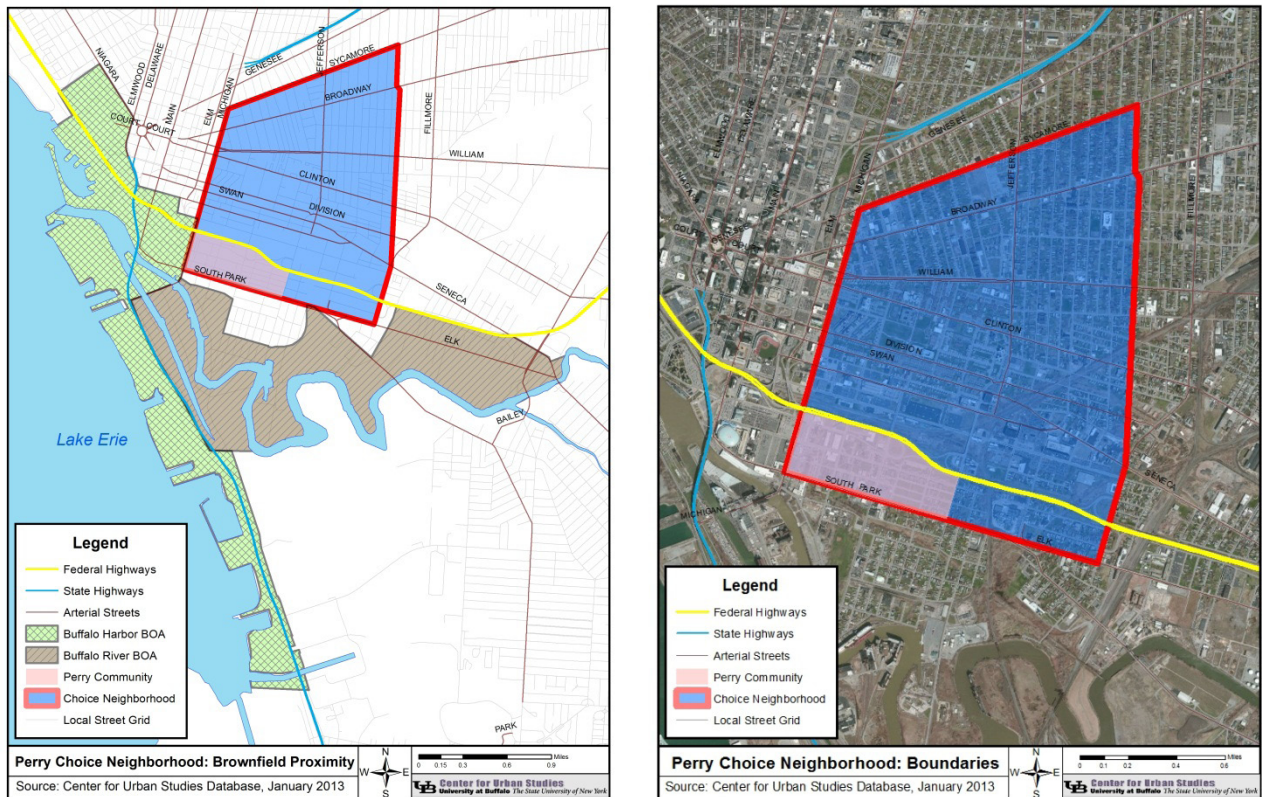 NIAGARA
ELMWOOD
DELAWARE
MAIN
ELM
MICHIGAN
GENESEE
JEFFERSON
SYCAMORE
BROADWAY
FILLMORE
COURT
COURT
WILLIAM
CLINTON
SWAN
DIVISION
SOUTH PARK
SENECA
ELK
BAILEY
Lake Erie
PARK
Legend
Federal Highways
State Highways
Arterial Streets
Buffalo Harbor BOA
Buffalo River BOA
Perry Community
Choice Neighborhood
Local Street Grid
Perry Choice Neighborhood: Brownfield Proximity
Source: Center for Urban Studies Database, January 2013
N
W E
S
0 0.15 0.3 0.6 0.9 Miles
UB Center for Urban Studies
University at Buffalo The State University of New York
ELMWOOD
DELAWARE
NIAGARA
MAIN
GENESEE
MICHIGAN
ELM
SYCAMORE
JEFFERSON
BROADWAY
FILLMORE
COURT
WILLIAM
CLINTON
DIVISION
SWAN
SENECA
SOUTH PARK
MICHIGAN
ELK
Legend
Federal Highways
State Highways
Arterial Streets
Perry Community
Choice Neighborhood
Local Street Grid
Perry Choice Neighborhood: Boundaries
Source: Center for Urban Studies Database, January 2013
N
W E
S
0 0.1 0.2 0.4 0.6 Miles
UB Center for Urban Studies
University at Buffalo The State University of New York